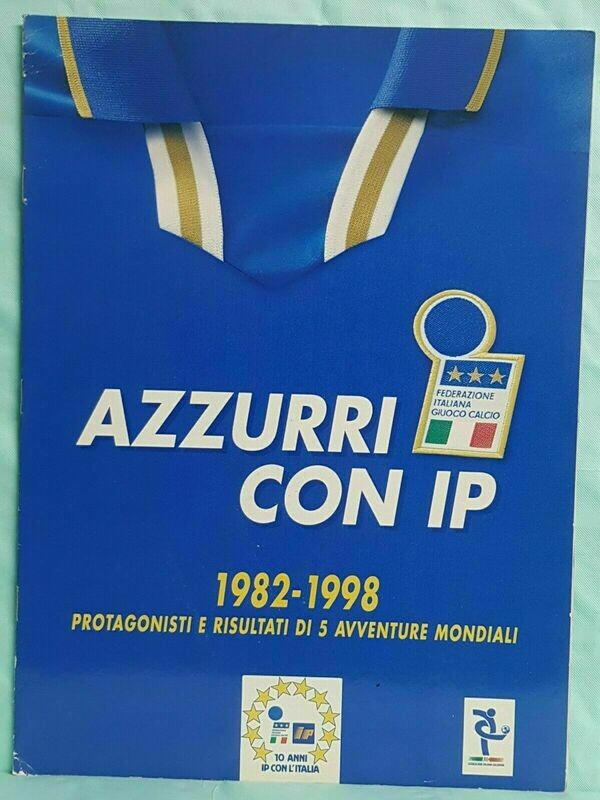 FEDERAZIONE
ITALIANA
GIUOCO CALCIO
AZZURRI
CON IP
1982-1998
PROTAGONISTI E RISULTATI DI 5 AVVENTURE MONDIALI
iP
10 ANNI
IP CON L'ITALIA